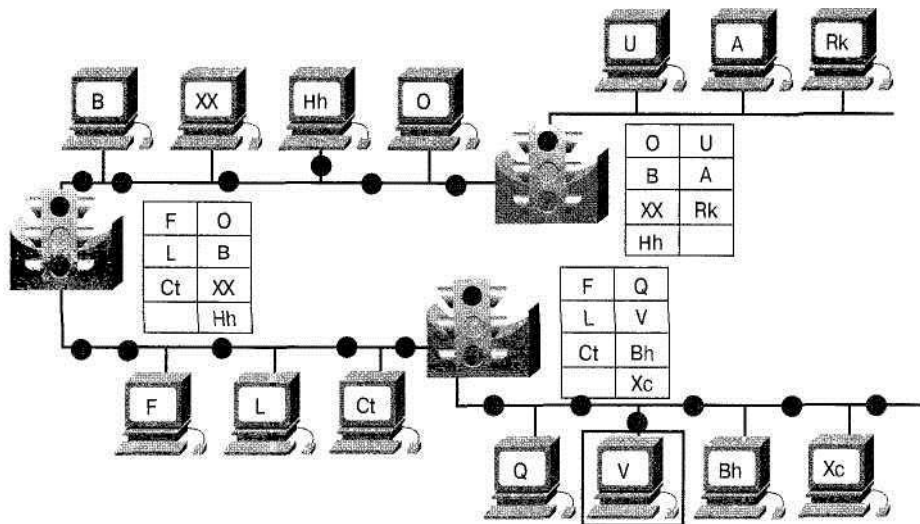 U A Rk
B XX Hh O
O U
B A
XX Rk
Hh
F O
L B
Ct XX
Hh
F Q
L V
Ct Bh
Xc
F L Ct
Q V Bh Xc